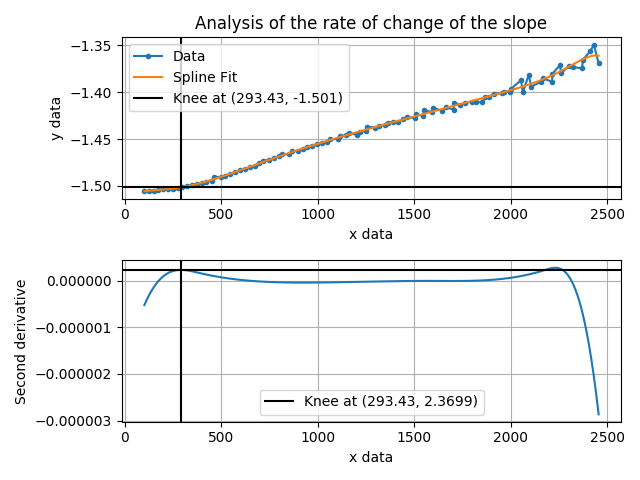 Analysis of the rate of change of the slope
Data
Spline Fit
Knee at (293.43, -1.501)
−1.35
−1.40
−1.45
−1.50
y data
0 500 1000 1500 2000 2500
x data
0.000000
−0.000001
−0.000002
−0.000003
Second derivative
Knee at (293.43, 2.3699)
0 500 1000 1500 2000 2500
x data